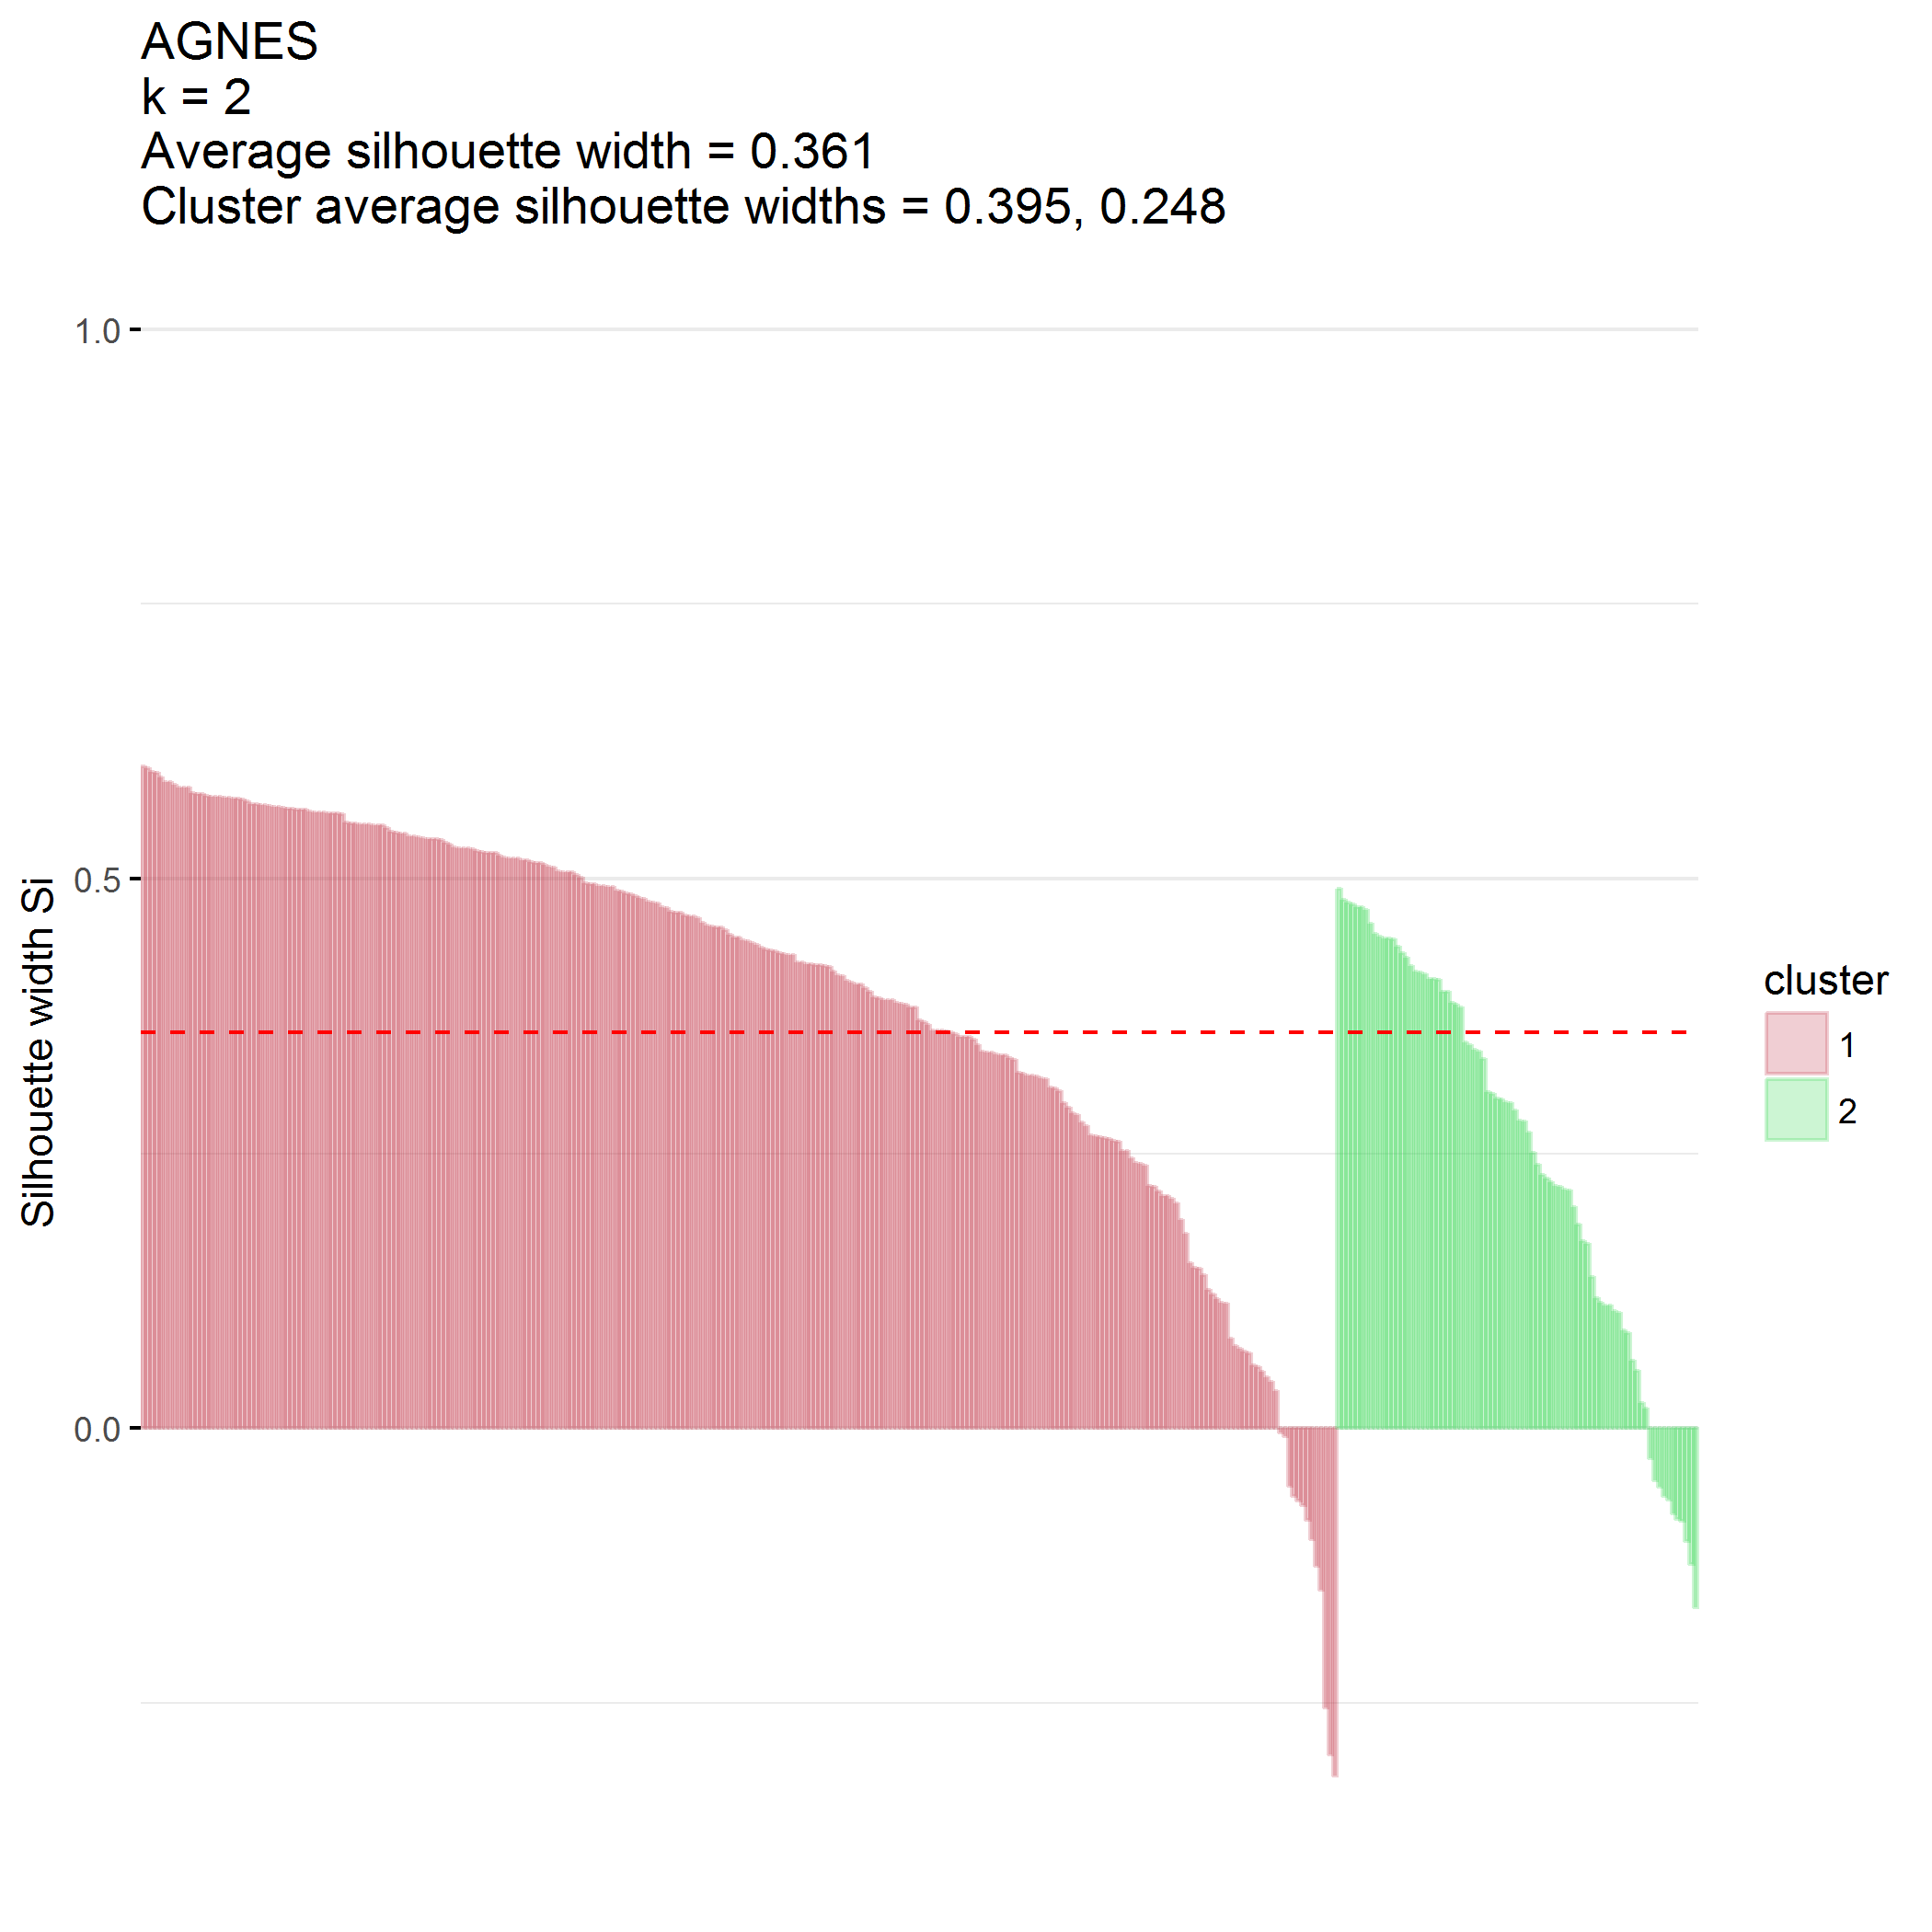 AGNES
k = 2
Average silhouette width = 0.361
Cluster average silhouette widths = 0.395, 0.248
1.0
0.5
0.0
Silhouette width Si
cluster
1
2